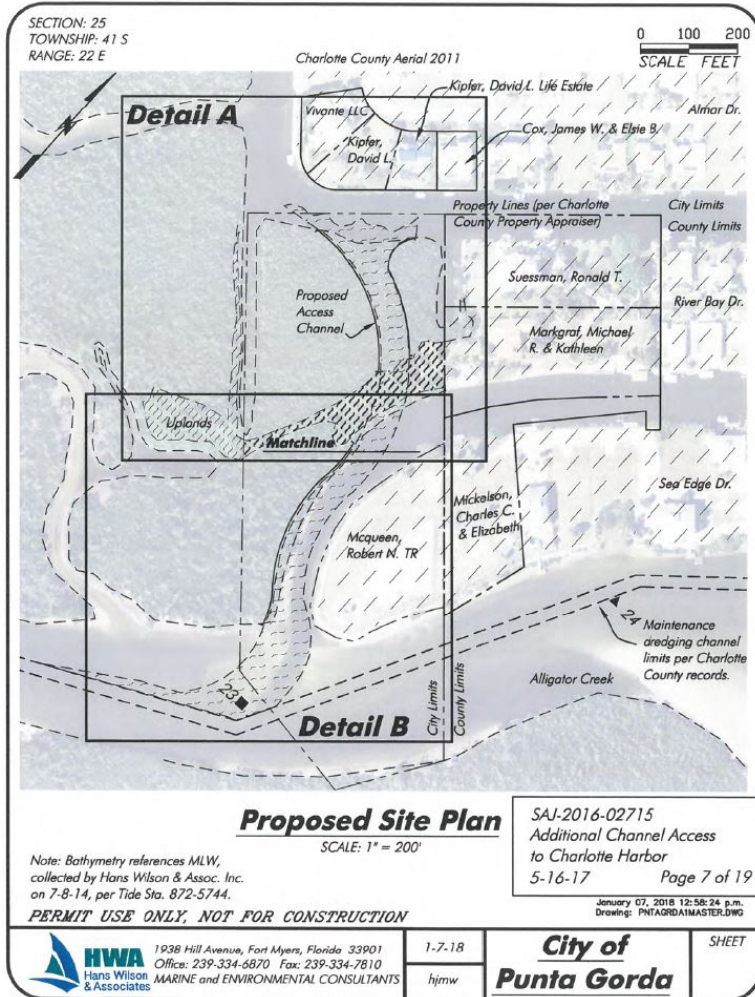 SECTION: 25
TOWNSHIP: 41 S
RANGE: 22 E
Charlotte County Aerial 2011
0 100 200
SCALE FEET
N
Detail A
Vivante LLC
Kipfer, David L. Life Estate
Almar Dr.
Kipfer,
David L.
Cox, James W. & Elsie B.
Property Lines (per Charlotte
County Property Appraiser)
City Limits
County Limits
Suessman, Ronald T.
Proposed
Access
Channel
River Bay Dr.
Markgraf, Michael
R. & Kathleen
Uplands
Matchline
Sea Edge Dr.
Mickelson,
Charles C.
& Elizabeth
Mcqueen,
Robert N. TR
24
Maintenance
dredging channel
limits per Charlotte
County records.
Alligator Creek
23
City Limits
County Limits
Detail B
Proposed Site Plan
SCALE: 1" = 200'
SAJ-2016-02715
Additional Channel Access
to Charlotte Harbor
5-16-17 Page 7 of 19
Note: Bathymetry references MLW,
collected by Hans Wilson & Assoc. Inc.
on 7-8-14, per Tide Sta. 872-5744.
January 07, 2018 12:58:24 p.m.
Drawing: PNTAGRDA1MASTER.DWG
PERMIT USE ONLY, NOT FOR CONSTRUCTION
HWA
Hans Wilson
& Associates
1938 Hill Avenue, Fort Myers, Florida 33901
Office: 239-334-6870 Fax: 239-334-7810
MARINE and ENVIRONMENTAL CONSULTANTS
1-7-18
hjmw
City of
Punta Gorda
SHEET